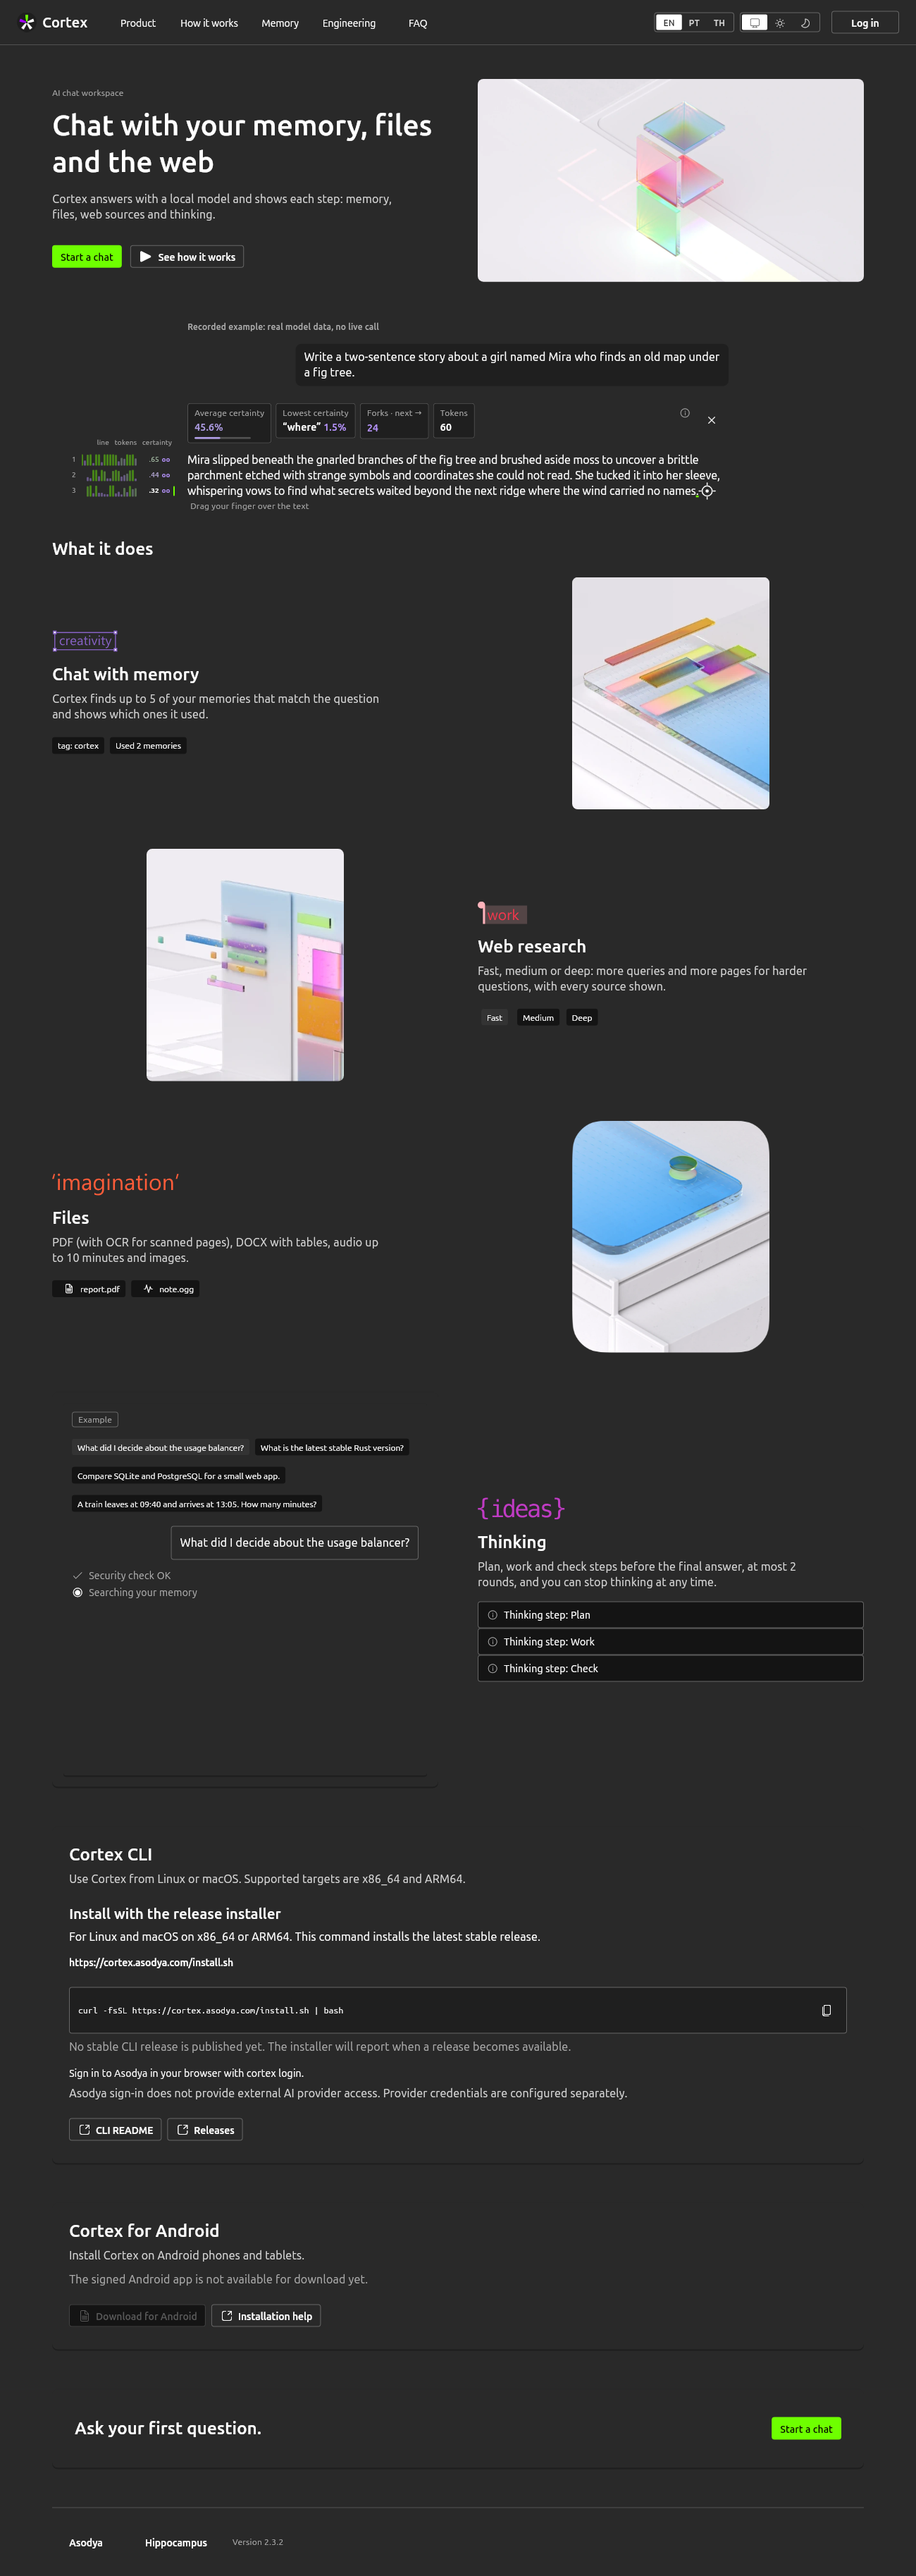 Cortex
Product
How it works
Memory
Engineering
FAQ
EN
PT
TH
Log in
AI chat workspace
Chat with your memory, files
and the web
Cortex answers with a local model and shows each step: memory,
files, web sources and thinking.
Start a chat
See how it works
Recorded example: real model data, no live call
Write a two-sentence story about a girl named Mira who finds an old map under
a fig tree.
Average certainty
45.6%
Lowest certainty
“where” 1.5%
Forks · next →
24
Tokens
60
line tokens certainty
1 .65
2 .44
3 .32
Mira slipped beneath the gnarled branches of the fig tree and brushed aside moss to uncover a brittle
parchment etched with strange symbols and coordinates she could not read. She tucked it into her sleeve,
whispering vows to find what secrets waited beyond the next ridge where the wind carried no names.
Drag your finger over the text
What it does
creativity
Chat with memory
Cortex finds up to 5 of your memories that match the question
and shows which ones it used.
tag: cortex
Used 2 memories
work
Web research
Fast, medium or deep: more queries and more pages for harder
questions, with every source shown.
Fast
Medium
Deep
‘imagination’
Files
PDF (with OCR for scanned pages), DOCX with tables, audio up
to 10 minutes and images.
report.pdf
note.ogg
Example
What did I decide about the usage balancer?
What is the latest stable Rust version?
Compare SQLite and PostgreSQL for a small web app.
A train leaves at 09:40 and arrives at 13:05. How many minutes?
What did I decide about the usage balancer?
Security check OK
Searching your memory
{ideas}
Thinking
Plan, work and check steps before the final answer, at most 2
rounds, and you can stop thinking at any time.
Thinking step: Plan
Thinking step: Work
Thinking step: Check
Cortex CLI
Use Cortex from Linux or macOS. Supported targets are x86_64 and ARM64.
Install with the release installer
For Linux and macOS on x86_64 or ARM64. This command installs the latest stable release.
https://cortex.asodya.com/install.sh
curl -fsSL https://cortex.asodya.com/install.sh | bash
No stable CLI release is published yet. The installer will report when a release becomes available.
Sign in to Asodya in your browser with cortex login.
Asodya sign-in does not provide external AI provider access. Provider credentials are configured separately.
CLI README
Releases
Cortex for Android
Install Cortex on Android phones and tablets.
The signed Android app is not available for download yet.
Download for Android
Installation help
Ask your first question.
Start a chat
Asodya
Hippocampus
Version 2.3.2